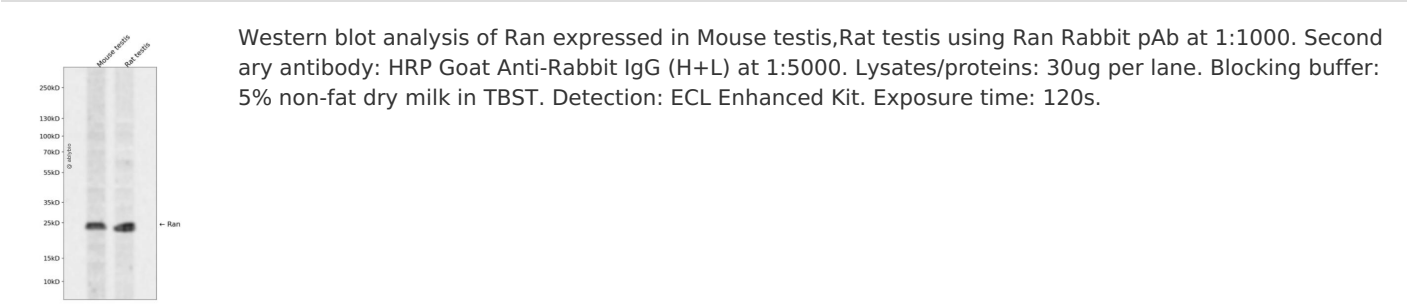 Mouse testis
Rat testis
250kD
130kD
100kD
70kD
55kD
35kD
25kD
15kD
10kD
@ abbybio
← Ran
Western blot analysis of Ran expressed in Mouse testis,Rat testis using Ran Rabbit pAb at 1:1000. Second
ary antibody: HRP Goat Anti-Rabbit IgG (H+L) at 1:5000. Lysates/proteins: 30ug per lane. Blocking buffer:
5% non-fat dry milk in TBST. Detection: ECL Enhanced Kit. Exposure time: 120s.